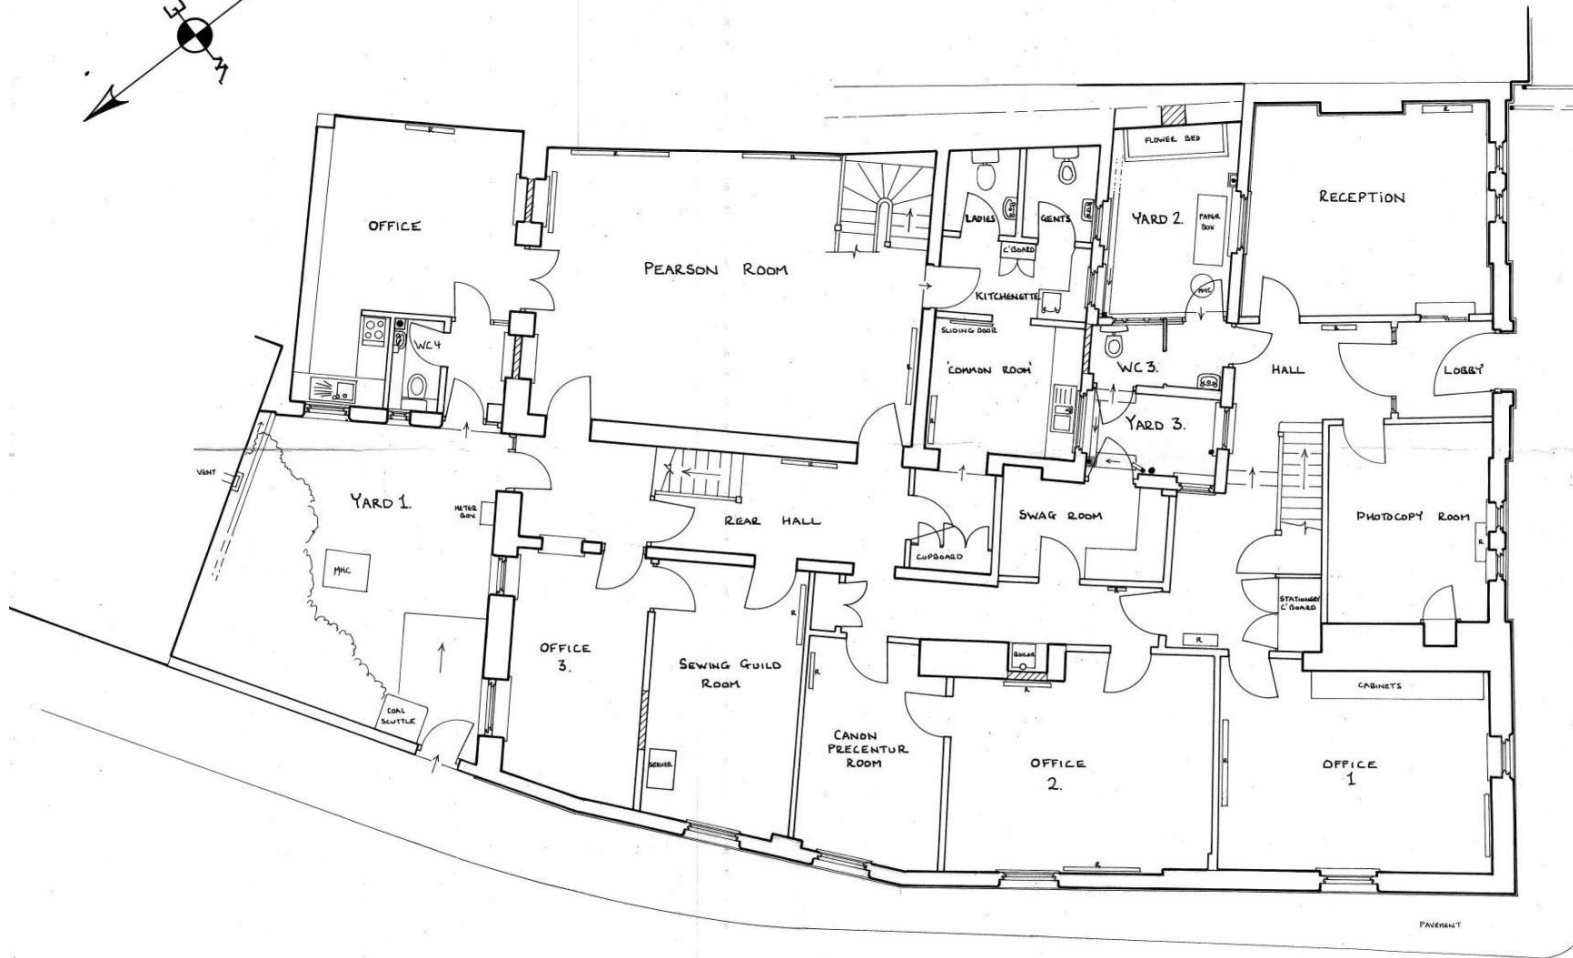 E
W
R
FLOWER BED
R
OFFICE
R
R
LADIES
GENTS
YARD 2.
PAPER
BOX
RECEPTION
C'BOARD
PEARSON ROOM
KITCHENETTE
MHC
SLIDING DOOR
R
WC4
'COMMON ROOM'
WC3.
HALL
LOBBY
R
R
YARD 3.
VENT
YARD 1.
METER
BOX
R
REAR HALL
SWAG ROOM
PHOTOCOPY ROOM
R
CUPBOARD
MHC
STATIONERY
C'BOARD
R
R
OFFICE
3.
SEWING GUILD
ROOM
BOILER
R
R
CABINETS
COAL
SCUTTLE
CANON
PRECENTUR
ROOM
OFFICE
2.
OFFICE
1
R
SERVER
R
PAVEMENT